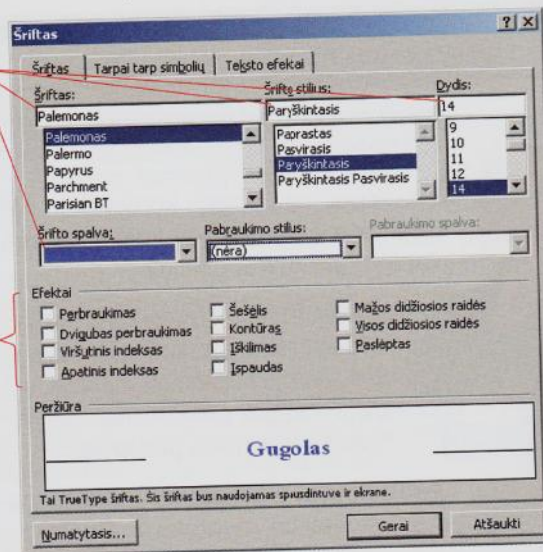 Šriftas
Šriftas Tarpai tarp simbolių Teksto efektai
Šriftas: Šrifto stilius: Dydis:
Palemonas Paryškintasis 14
Palemonas Paprastas 9
Palermo Pasvirasis 10
Papyrus Paryškintasis 11
Parchment Paryškintasis Pasvirasis 12
Parisian BT 14
Šrifto spalva: Pabraukimo stilius: Pabraukimo spalva:
(nėra)
Efektai
Perbraukimas Šešėlis Mažos didžiosios raidės
Dvigubas perbraukimas Kontūras Visos didžiosios raidės
Viršutinis indeksas Iškilimas Paslėptas
Apatinis indeksas Įspaudas
Peržiūra
Gugolas
Tai TrueType šriftas. Šis šriftas bus naudojamas spausdintuve ir ekrane.
Numatytasis... Gerai Atšaukti